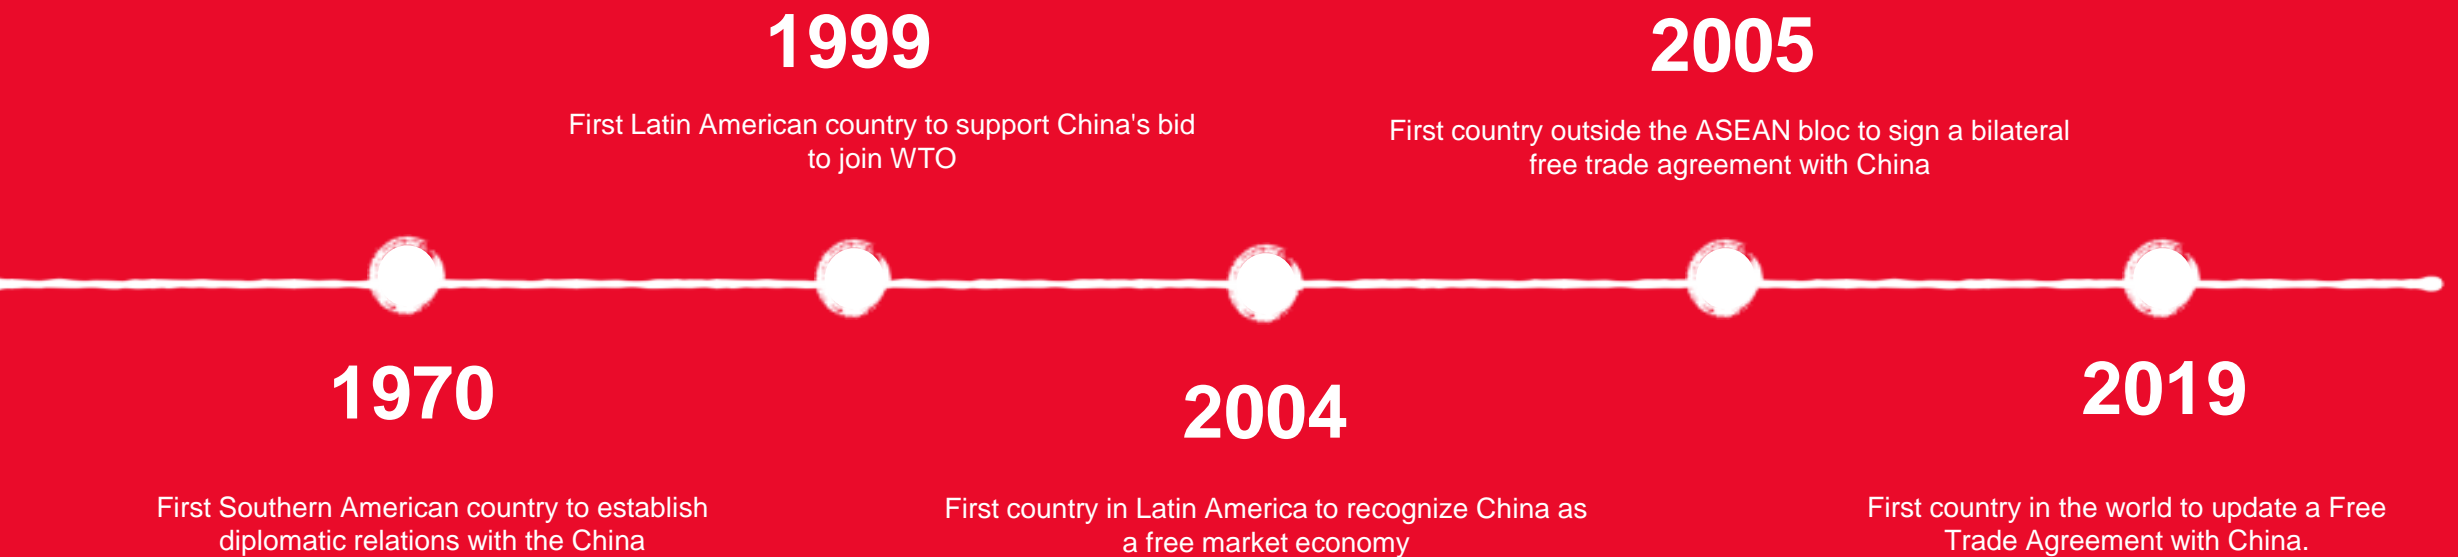 1999
First Latin American country to support China's bid
to join WTO
2005
First country outside the ASEAN bloc to sign a bilateral
free trade agreement with China
1970
First Southern American country to establish
diplomatic relations with the China
2004
First country in Latin America to recognize China as
a free market economy
2019
First country in the world to update a Free
Trade Agreement with China.